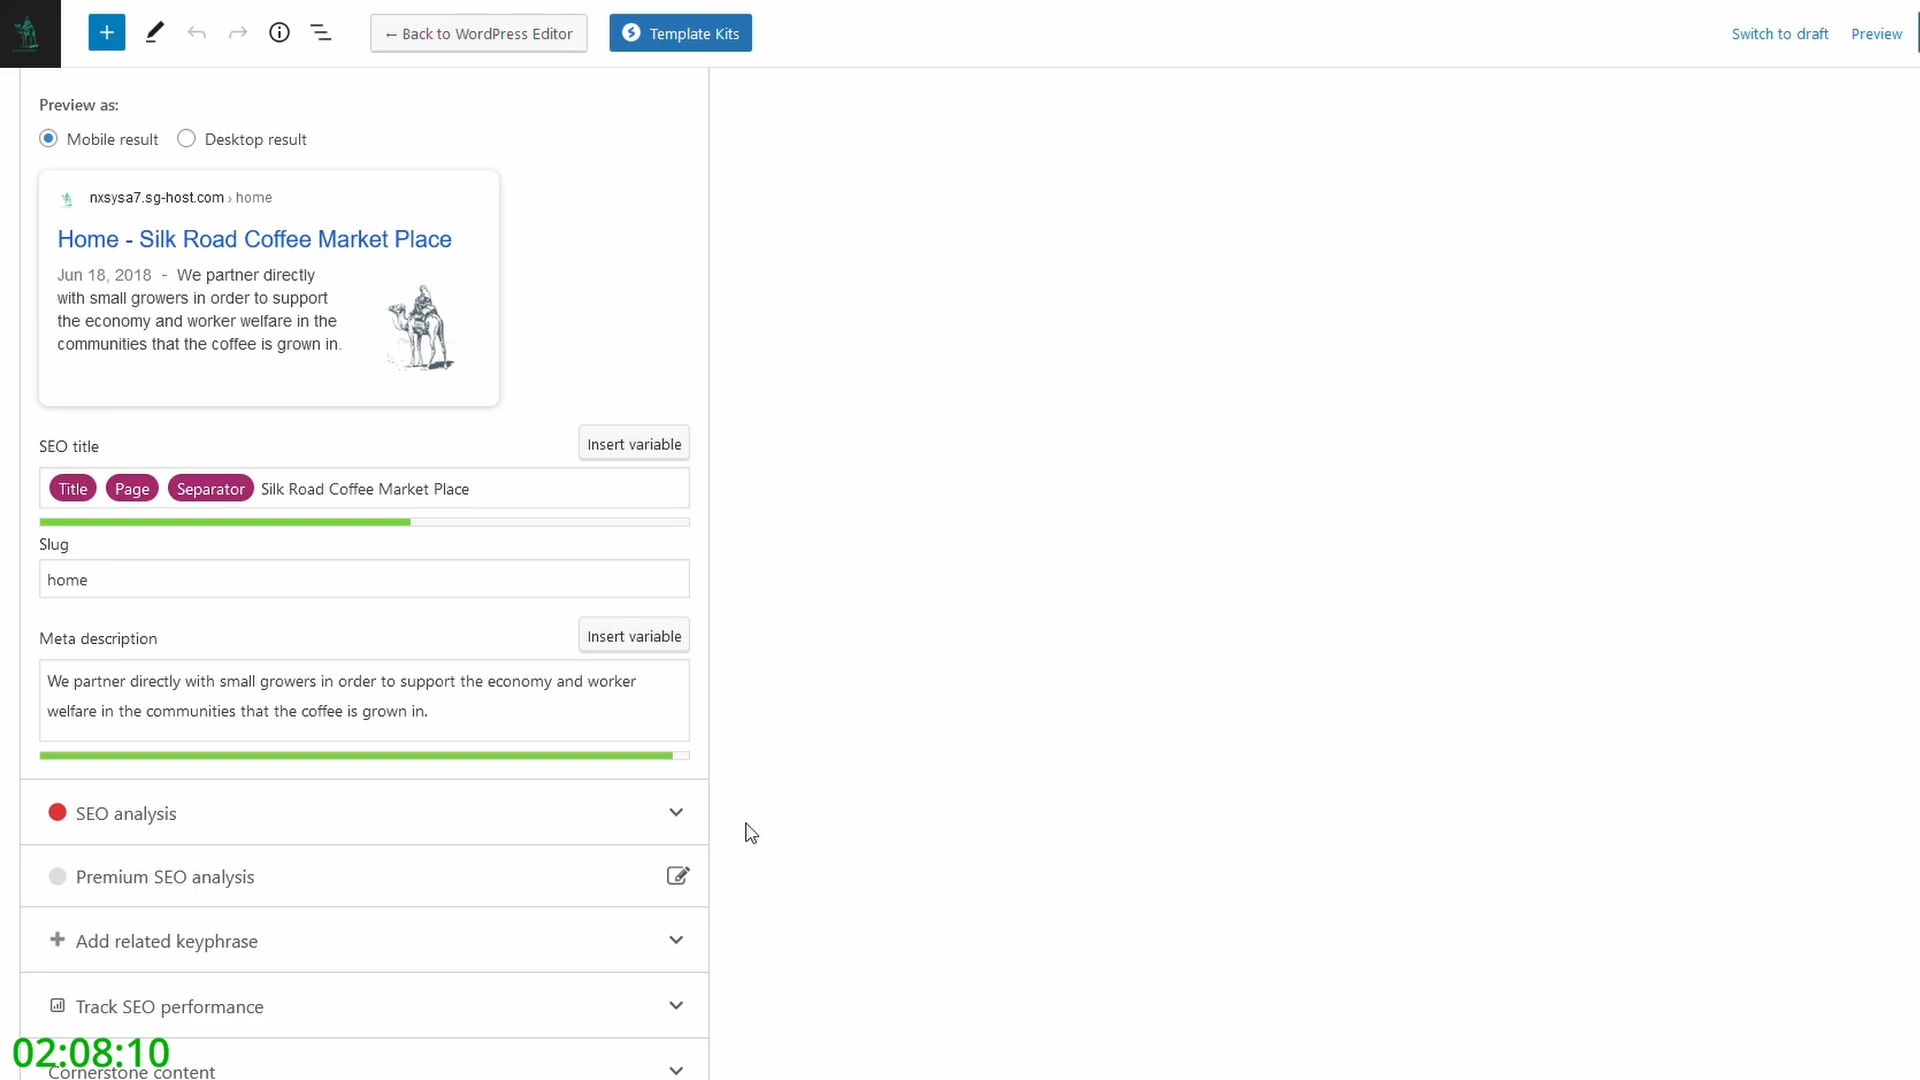 ← Back to WordPress Editor
Template Kits
Switch to draft
Preview
Preview as:
Mobile result
Desktop result
nxsysa7.sg-host.com › home
Home - Silk Road Coffee Market Place
Jun 18, 2018 - We partner directly
with small growers in order to support
the economy and worker welfare in the
communities that the coffee is grown in.
SEO title
Insert variable
Title Page Separator Silk Road Coffee Market Place
Slug
home
Meta description
Insert variable
We partner directly with small growers in order to support the economy and worker
welfare in the communities that the coffee is grown in.
SEO analysis
Premium SEO analysis
Add related keyphrase
Track SEO performance
02:08:10
Cornerstone content